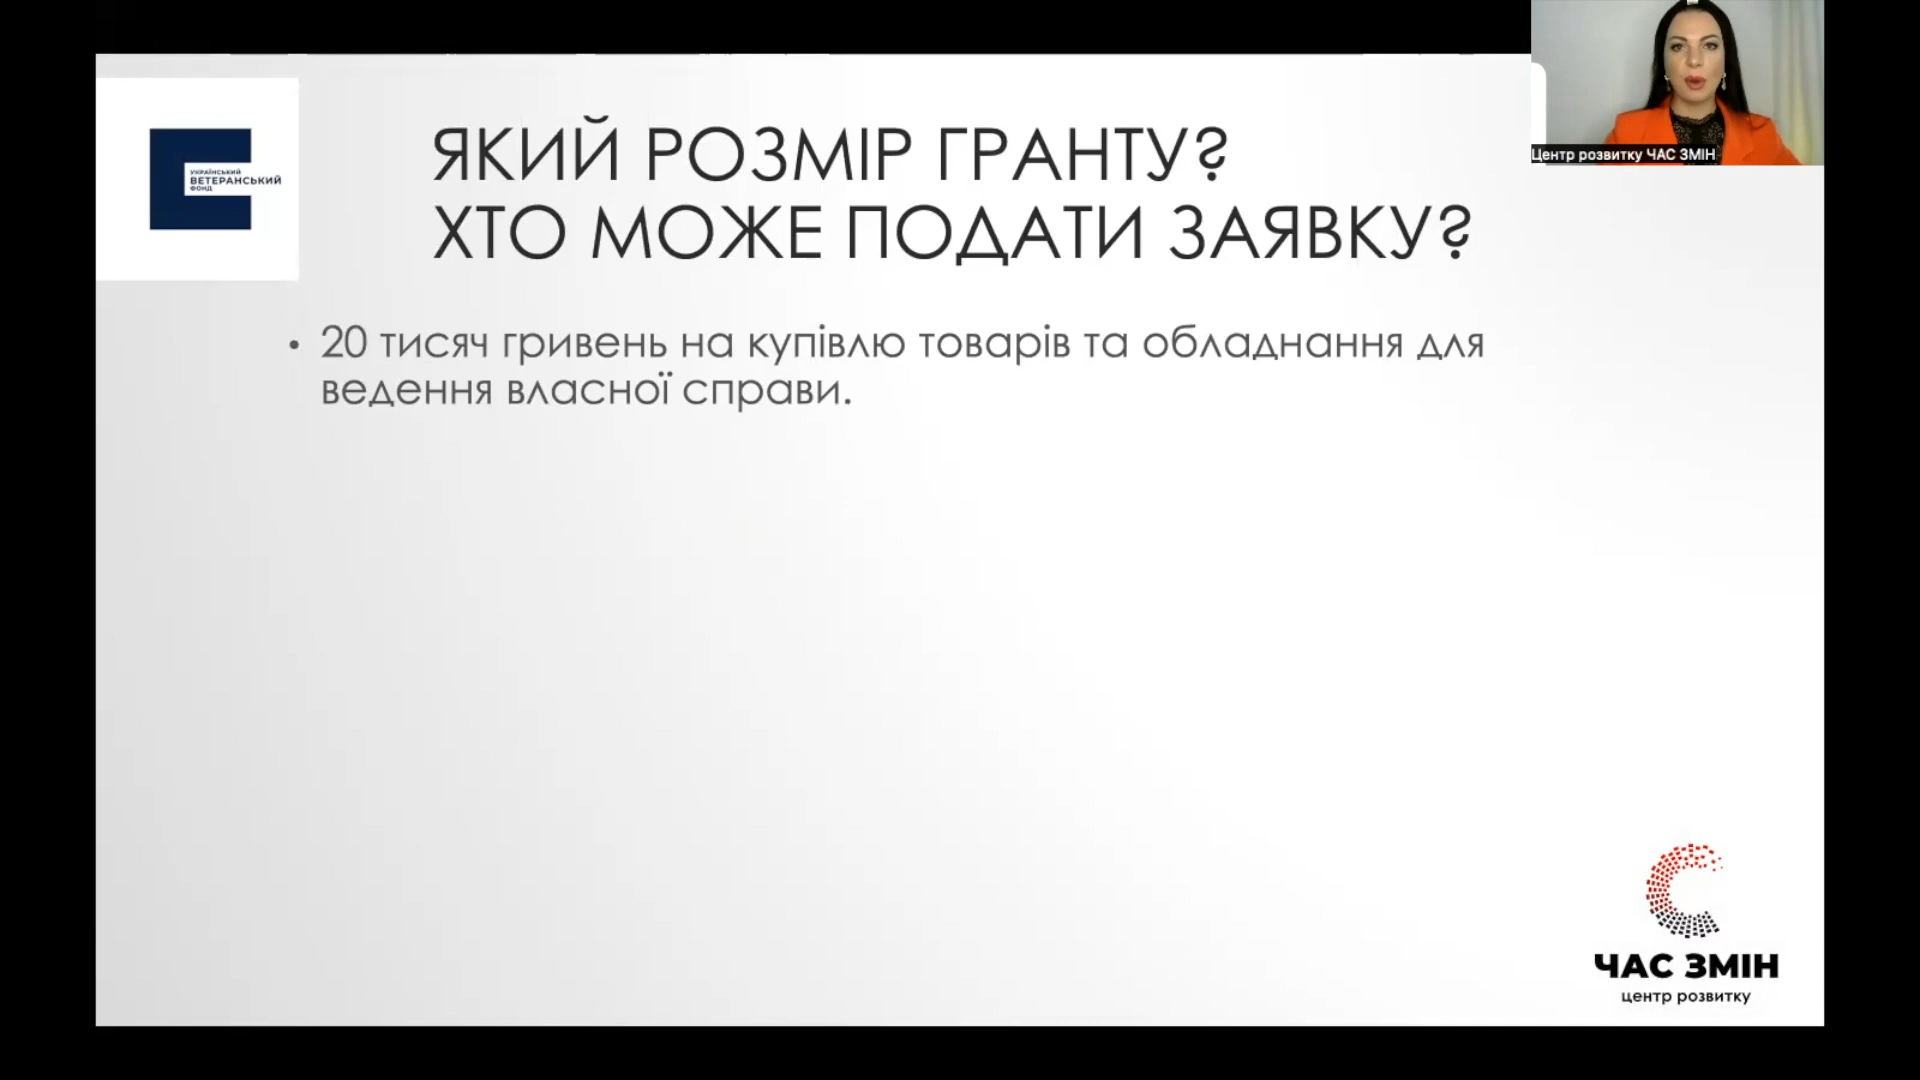 ЯКИЙ РОЗМІР ГРАНТУ?
ХТО МОЖЕ ПОДАТИ ЗАЯВКУ?
УКРАЇНСЬКИЙ
ВЕТЕРАНСЬКИЙ
ФОНД
Центр розвитку ЧАС ЗМІН
• 20 тисяч гривень на купівлю товарів та обладнання для
ведення власної справи.
ЧАС ЗМІН
центр розвитку